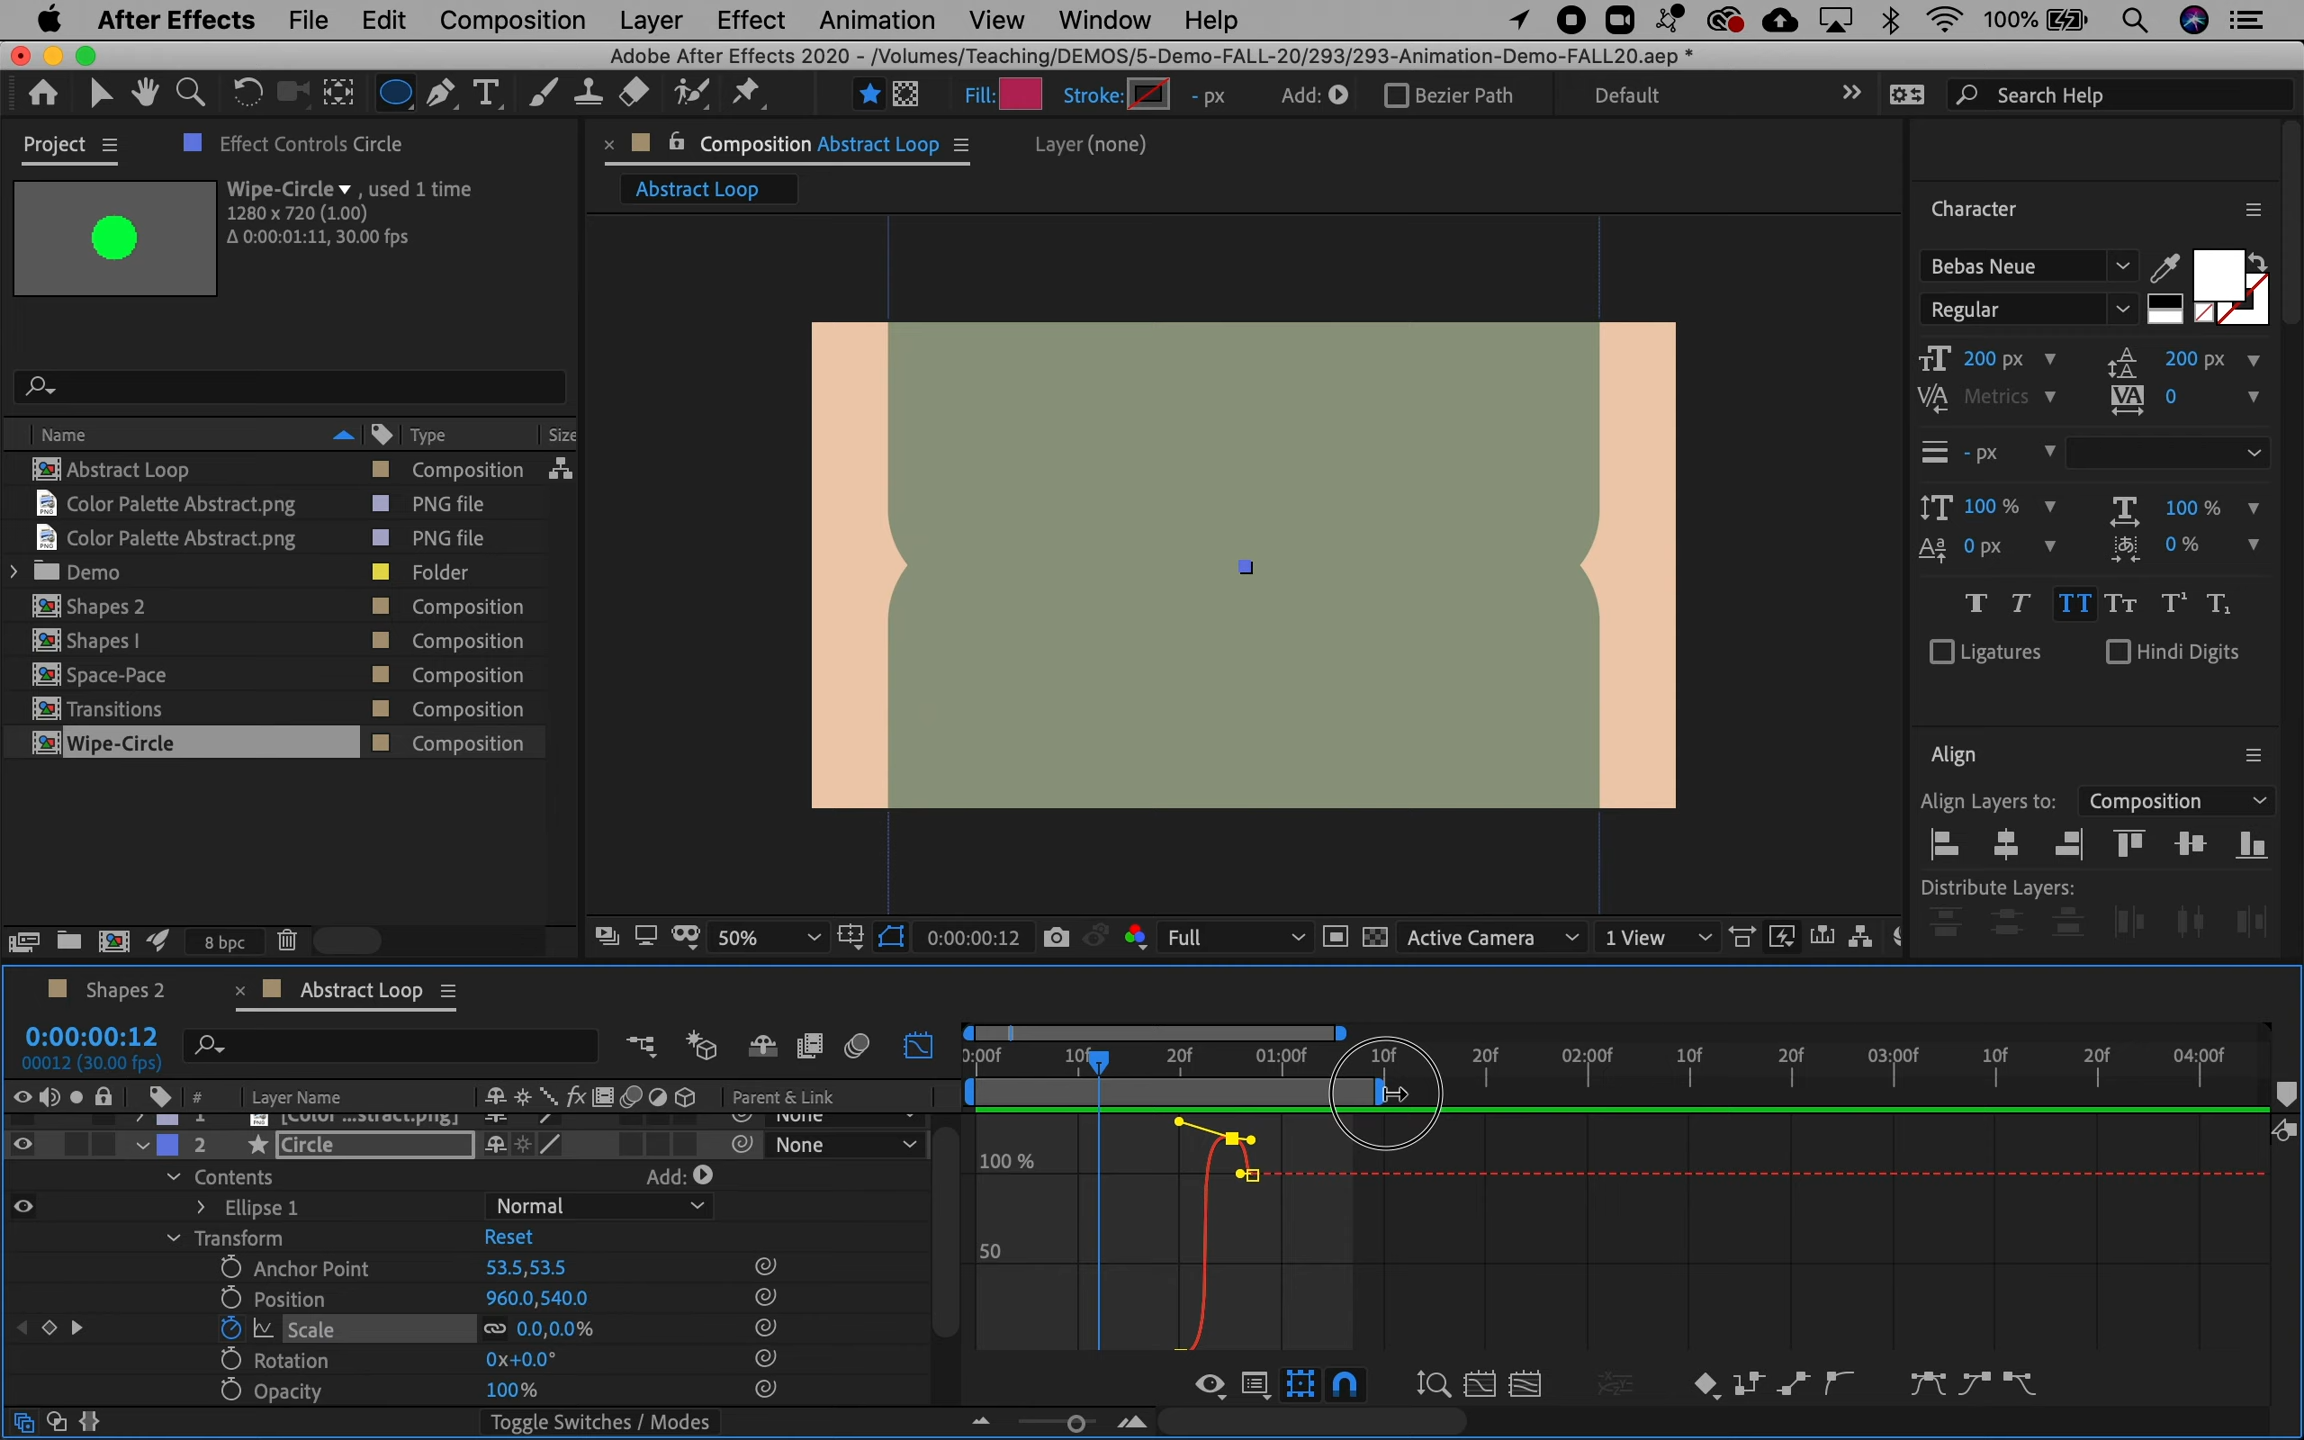 After Effects File Edit Composition Layer Effect Animation View Window Help 100%
Adobe After Effects 2020 - /Volumes/Teaching/DEMOS/5-Demo-FALL-20/293/293-Animation-Demo-FALL20.aep *
Fill: Stroke: - px Add: Bezier Path Default Search Help
Project Effect Controls Circle
Wipe-Circle , used 1 time
1280 x 720 (1.00)
Δ 0:00:01:11, 30.00 fps
Name Type Size
Abstract Loop Composition
Color Palette Abstract.png PNG file
Color Palette Abstract.png PNG file
Demo Folder
Shapes 2 Composition
Shapes I Composition
Space-Pace Composition
Transitions Composition
Wipe-Circle Composition
8 bpc
Composition Abstract Loop Layer (none)
Abstract Loop
50% 0:00:00:12 Full Active Camera 1 View
Character
Bebas Neue
Regular
200 px 200 px
Metrics 0
- px
100 % 100 %
0 px 0 %
Ligatures Hindi Digits
Align
Align Layers to: Composition
Distribute Layers:
Shapes 2 Abstract Loop
0:00:00:12
00012 (30.00 fps)
# Layer Name Parent & Link
1 [Color ...stract.png] None
2 Circle None
Contents Add:
Ellipse 1 Normal
Transform Reset
Anchor Point 53.5,53.5
Position 960.0,540.0
Scale 0.0,0.0%
Rotation 0x+0.0°
Opacity 100%
Toggle Switches / Modes
0:00f 10f 20f 01:00f 10f 20f 02:00f 10f 20f 03:00f 10f 20f 04:00f
100 %
50